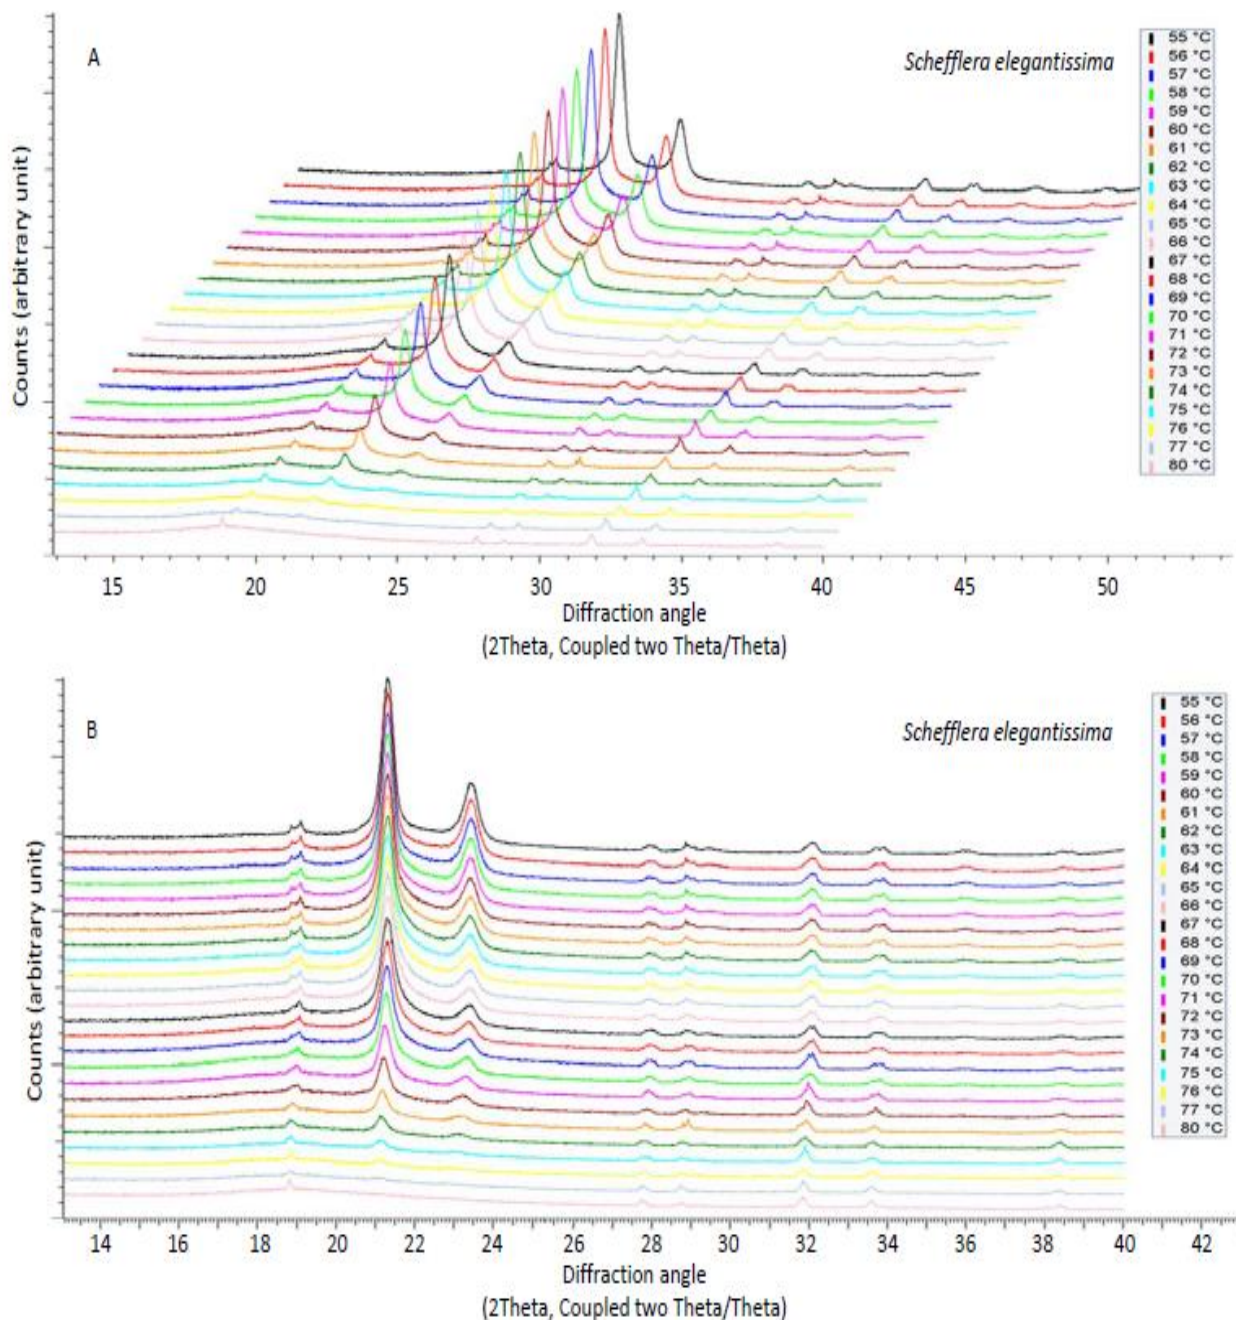 A
Schefflera elegantissima
55 °C
56 °C
57 °C
58 °C
59 °C
60 °C
61 °C
62 °C
63 °C
64 °C
65 °C
66 °C
67 °C
68 °C
69 °C
70 °C
71 °C
72 °C
73 °C
74 °C
75 °C
76 °C
77 °C
80 °C
Counts (arbitrary unit)
15 20 25 30 35 40 45 50
Diffraction angle
(2Theta, Coupled two Theta/Theta)
B
Schefflera elegantissima
55 °C
56 °C
57 °C
58 °C
59 °C
60 °C
61 °C
62 °C
63 °C
64 °C
65 °C
66 °C
67 °C
68 °C
69 °C
70 °C
71 °C
72 °C
73 °C
74 °C
75 °C
76 °C
77 °C
80 °C
Counts (arbitrary unit)
14 16 18 20 22 24 26 28 30 32 34 36 38 40 42
Diffraction angle
(2Theta, Coupled two Theta/Theta)